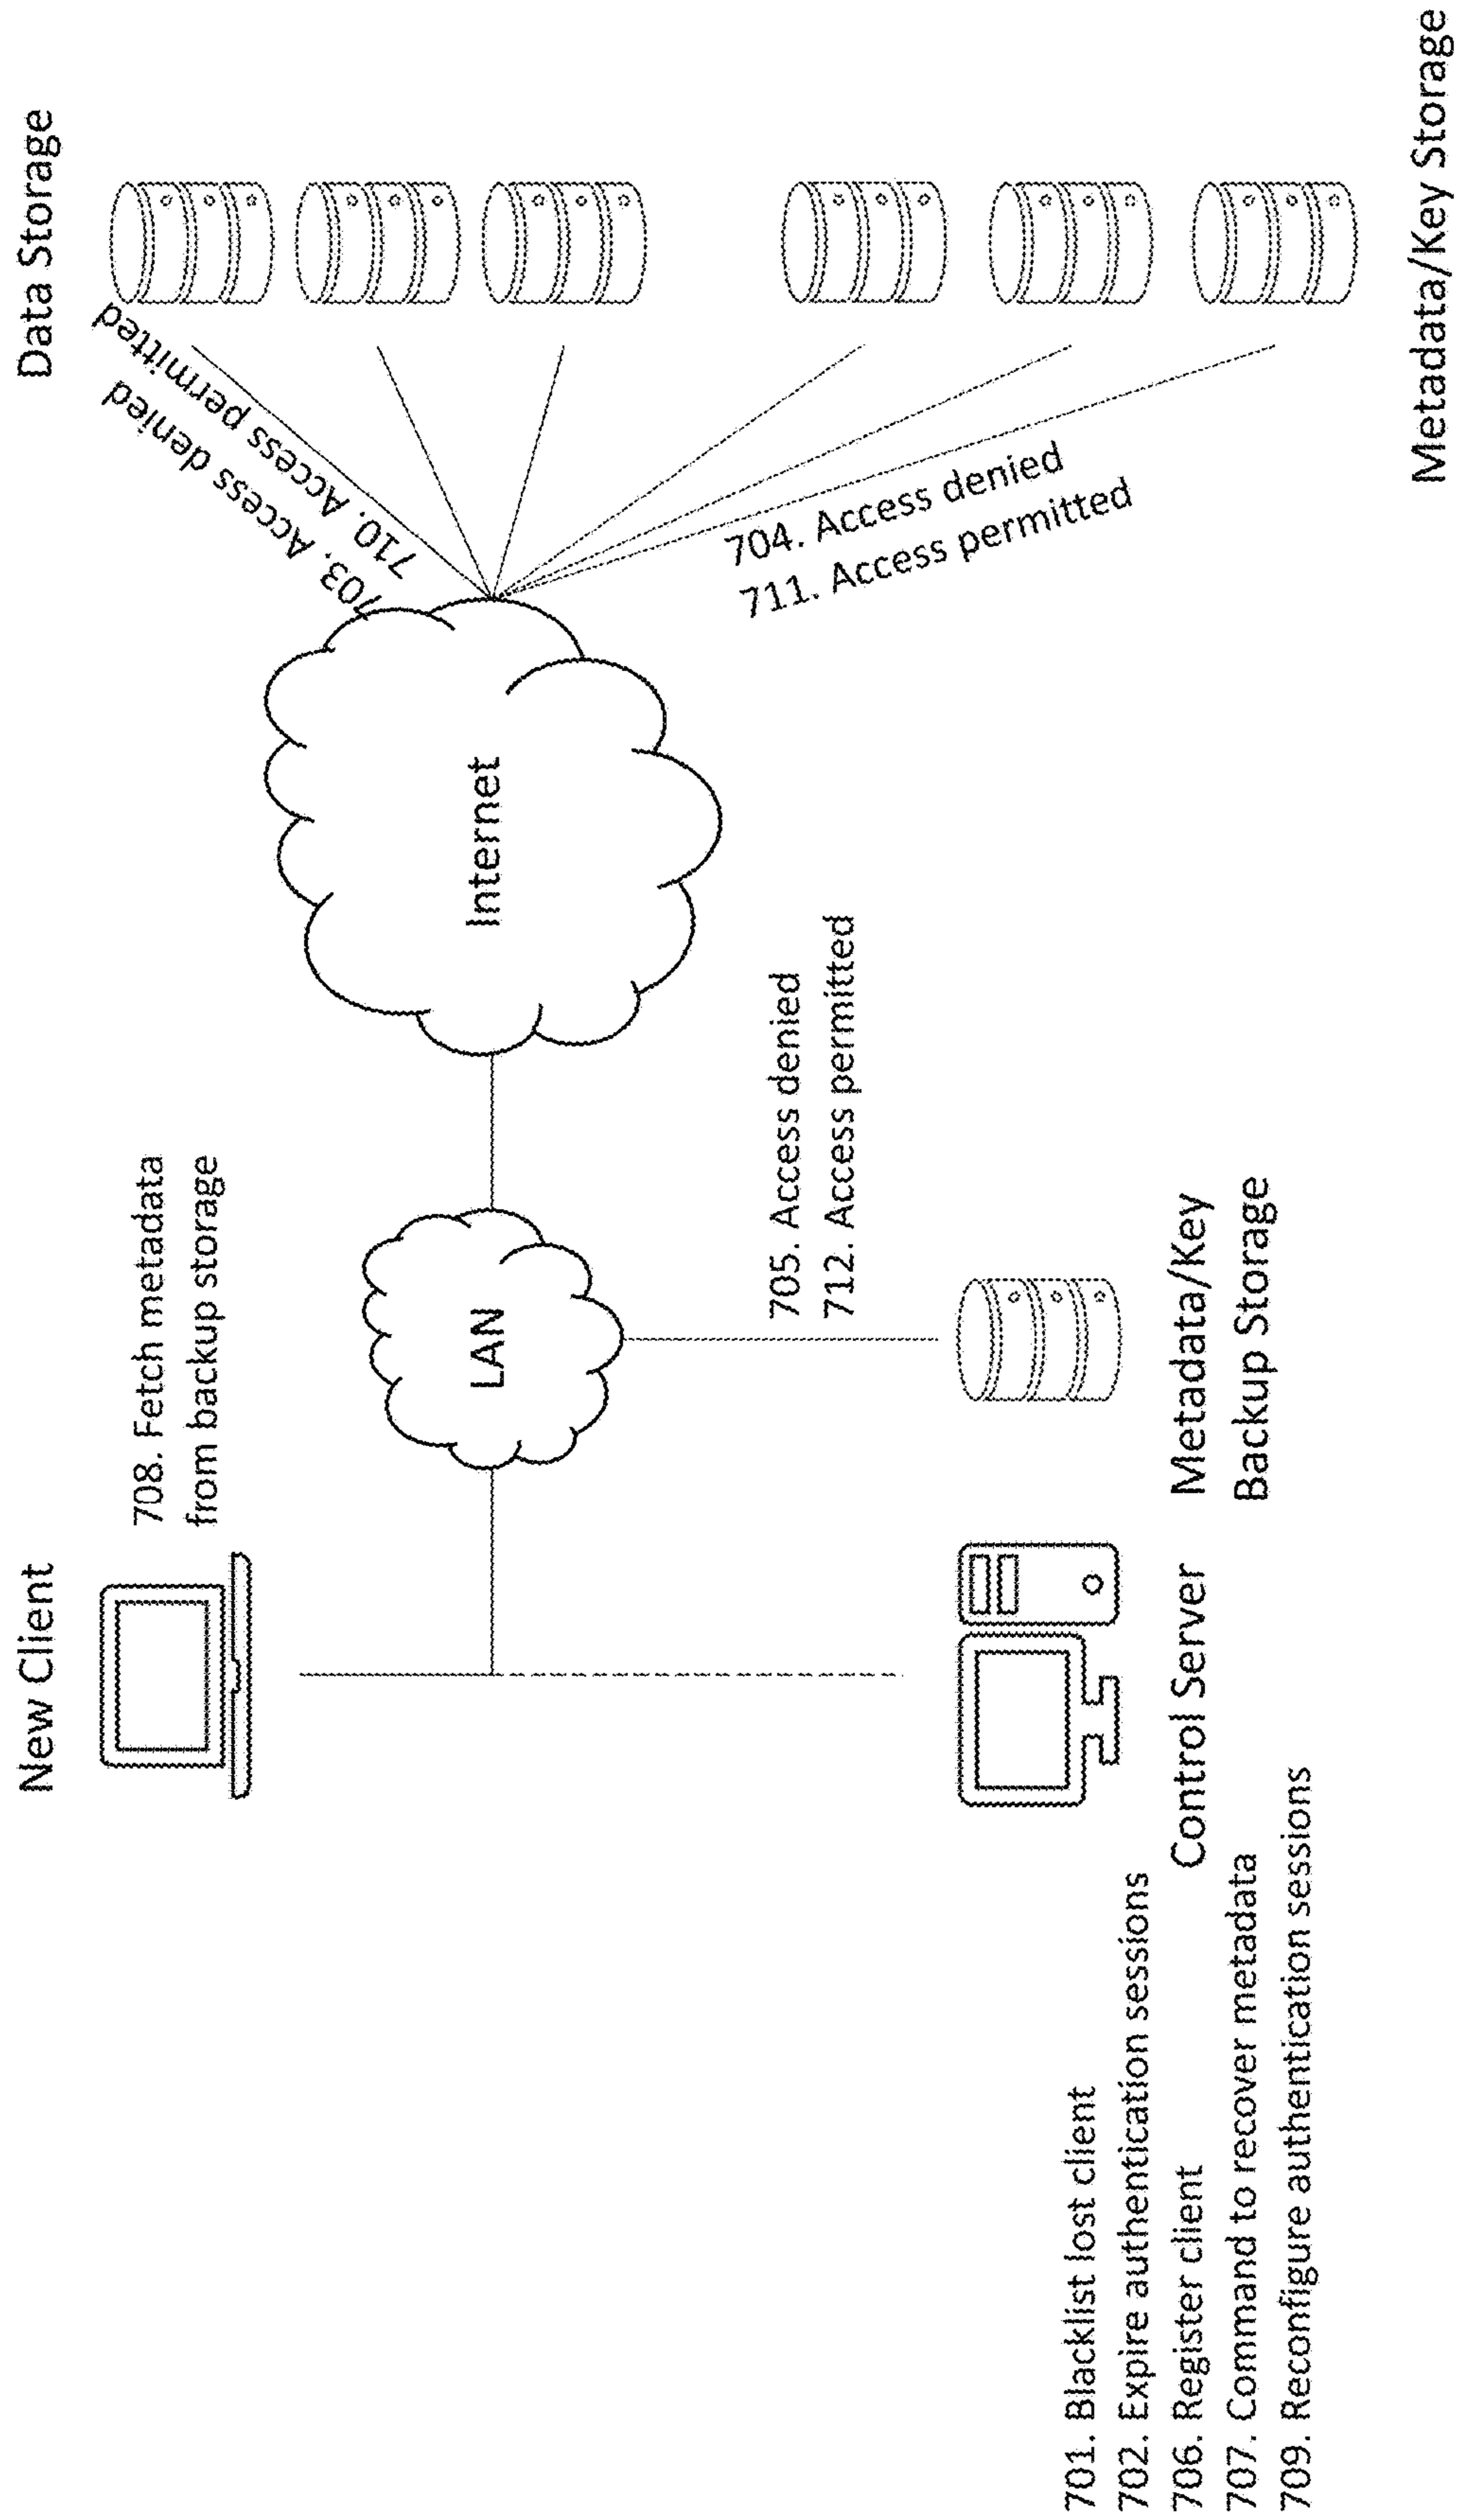 New Client
708. Fetch metadata
from backup storage
Data Storage
703. Access denied
710. Access permitted
LAN
Internet
704. Access denied
711. Access permitted
705. Access denied
712. Access permitted
Control Server
Metadata/Key
Backup Storage
Metadata/Key Storage
701. Blacklist lost client
702. Expire authentication sessions
706. Register client
707. Command to recover metadata
709. Reconfigure authentication sessions